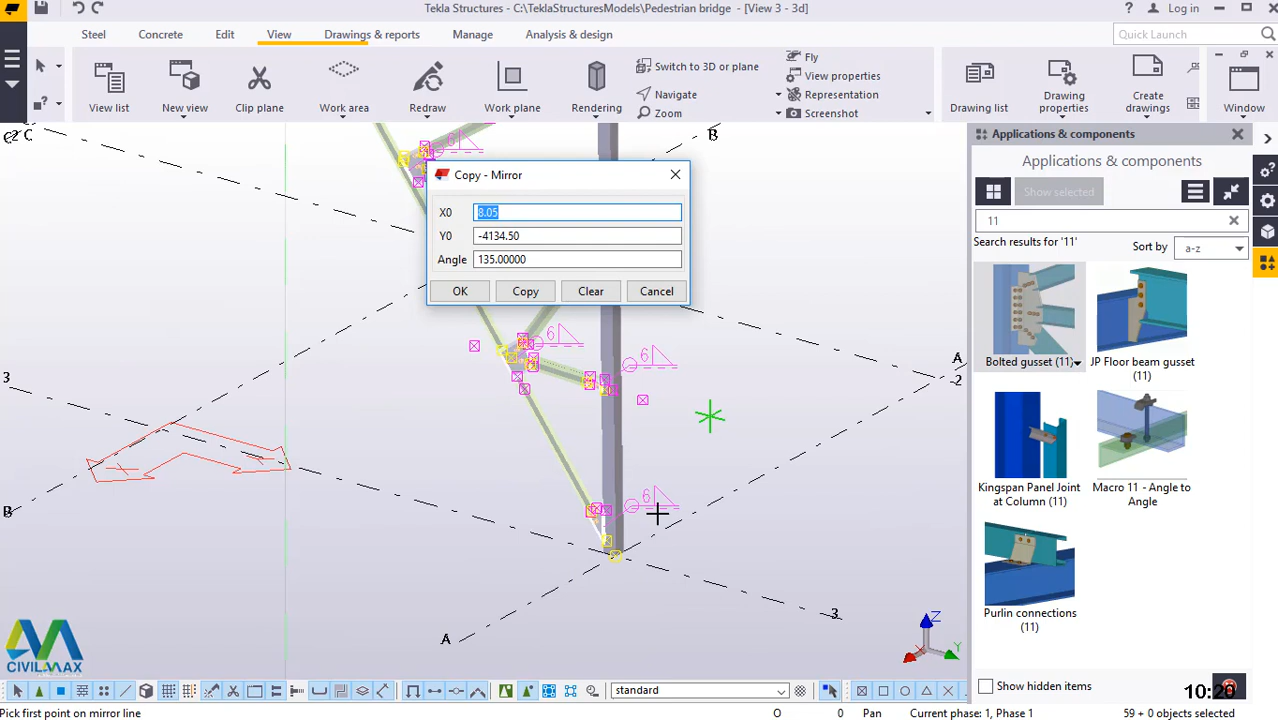 Tekla Structures - C:\TeklaStructuresModels\Pedestrian bridge - [View 3 - 3d]
? Log in
Steel Concrete Edit View Drawings & reports Manage Analysis & design
Quick Launch
View list
New view
Clip plane
Work area
Redraw
Work plane
Rendering
Switch to 3D or plane
Navigate
Zoom
Fly
View properties
Representation
Screenshot
Drawing list
Drawing properties
Create drawings
Window
Applications & components
Applications & components
Show selected
11
Search results for '11'
Sort by a-z
Bolted gusset (11)
JP Floor beam gusset (11)
Kingspan Panel Joint at Column (11)
Macro 11 - Angle to Angle
Purlin connections (11)
Show hidden items
10:20
Copy - Mirror
X0 8.05
Y0 -4134.50
Angle 135.00000
OK Copy Clear Cancel
C2 C
B
6
6
6
6
A
-2
3
B
A
3
Z
Y
X
CIVILMAX
standard
Pick first point on mirror line
O 0 Pan Current phase: 1, Phase 1 59 + 0 objects selected